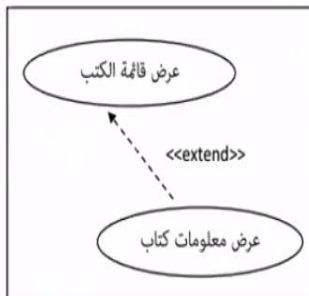 عرض قائمة الكتب
<<extend>>
عرض معلومات كتاب